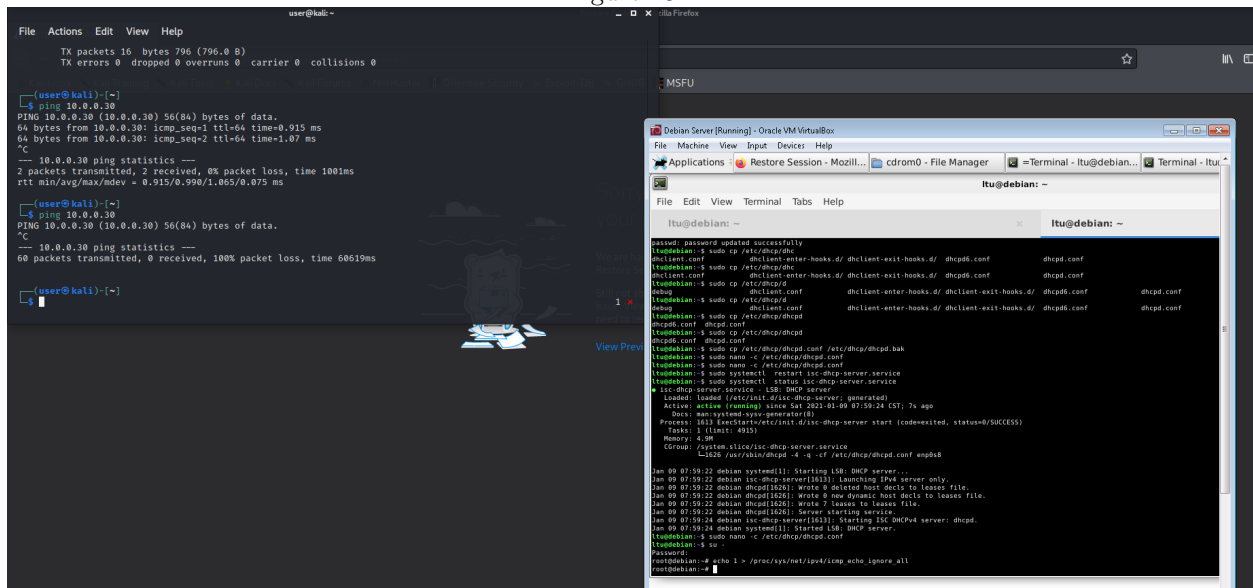 user@kali: ~
File Actions Edit View Help
TX packets 16 bytes 796 (796.0 B)
TX errors 0 dropped 0 overruns 0 carrier 0 collisions 0
┌──(user㉿kali)-[~]
└─$ ping 10.0.0.30
PING 10.0.0.30 (10.0.0.30) 56(84) bytes of data.
64 bytes from 10.0.0.30: icmp_seq=1 ttl=64 time=0.915 ms
64 bytes from 10.0.0.30: icmp_seq=2 ttl=64 time=1.07 ms
^C
--- 10.0.0.30 ping statistics ---
2 packets transmitted, 2 received, 0% packet loss, time 1001ms
rtt min/avg/max/mdev = 0.915/0.990/1.065/0.075 ms
┌──(user㉿kali)-[~]
└─$ ping 10.0.0.30
PING 10.0.0.30 (10.0.0.30) 56(84) bytes of data.
^C
--- 10.0.0.30 ping statistics ---
60 packets transmitted, 0 received, 100% packet loss, time 60619ms
┌──(user㉿kali)-[~]
└─$
1 ×
zilla Firefox
MSFU
View Previ
Debian Server [Running] - Oracle VM VirtualBox
File Machine View Input Devices Help
Applications Restore Session - Mozill... cdrom0 - File Manager =Terminal - ltu@debian... Terminal - ltu
ltu@debian: ~
File Edit View Terminal Tabs Help
ltu@debian: ~ × ltu@debian: ~
passwd: password updated successfully
ltu@debian:~$ sudo cp /etc/dhcp/dhc
dhclient.conf dhclient-enter-hooks.d/ dhclient-exit-hooks.d/ dhcpd6.conf dhcpd.conf
ltu@debian:~$ sudo cp /etc/dhcp/dhc
dhclient.conf dhclient-enter-hooks.d/ dhclient-exit-hooks.d/ dhcpd6.conf dhcpd.conf
ltu@debian:~$ sudo cp /etc/dhcp/d
debug dhclient.conf dhclient-enter-hooks.d/ dhclient-exit-hooks.d/ dhcpd6.conf dhcpd.conf
ltu@debian:~$ sudo cp /etc/dhcp/d
debug dhclient.conf dhclient-enter-hooks.d/ dhclient-exit-hooks.d/ dhcpd6.conf dhcpd.conf
ltu@debian:~$ sudo cp /etc/dhcp/dhcpd
dhcpd6.conf dhcpd.conf
ltu@debian:~$ sudo cp /etc/dhcp/dhcpd
dhcpd6.conf dhcpd.conf
ltu@debian:~$ sudo cp /etc/dhcp/dhcpd.conf /etc/dhcp/dhcpd.bak
ltu@debian:~$ sudo nano -c /etc/dhcp/dhcpd.conf
ltu@debian:~$ sudo nano -c /etc/dhcp/dhcpd.conf
ltu@debian:~$ sudo systemctl restart isc-dhcp-server.service
ltu@debian:~$ sudo systemctl status isc-dhcp-server.service
● isc-dhcp-server.service - LSB: DHCP server
Loaded: loaded (/etc/init.d/isc-dhcp-server; generated)
Active: active (running) since Sat 2021-01-09 07:59:24 CST; 7s ago
Docs: man:systemd-sysv-generator(8)
Process: 1613 ExecStart=/etc/init.d/isc-dhcp-server start (code=exited, status=0/SUCCESS)
Tasks: 1 (limit: 4915)
Memory: 4.9M
CGroup: /system.slice/isc-dhcp-server.service
└─1626 /usr/sbin/dhcpd -4 -q -cf /etc/dhcp/dhcpd.conf enp0s8
Jan 09 07:59:22 debian systemd[1]: Starting LSB: DHCP server...
Jan 09 07:59:22 debian isc-dhcp-server[1613]: Launching IPv4 server only.
Jan 09 07:59:22 debian dhcpd[1626]: Wrote 0 deleted host decls to leases file.
Jan 09 07:59:22 debian dhcpd[1626]: Wrote 0 new dynamic host decls to leases file.
Jan 09 07:59:22 debian dhcpd[1626]: Wrote 7 leases to leases file.
Jan 09 07:59:22 debian dhcpd[1626]: Server starting service.
Jan 09 07:59:24 debian isc-dhcp-server[1613]: Starting ISC DHCPv4 server: dhcpd.
Jan 09 07:59:24 debian systemd[1]: Started LSB: DHCP server.
ltu@debian:~$ sudo nano -c /etc/dhcp/dhcpd.conf
ltu@debian:~$ su -
Password:
root@debian:~# echo 1 > /proc/sys/net/ipv4/icmp_echo_ignore_all
root@debian:~#